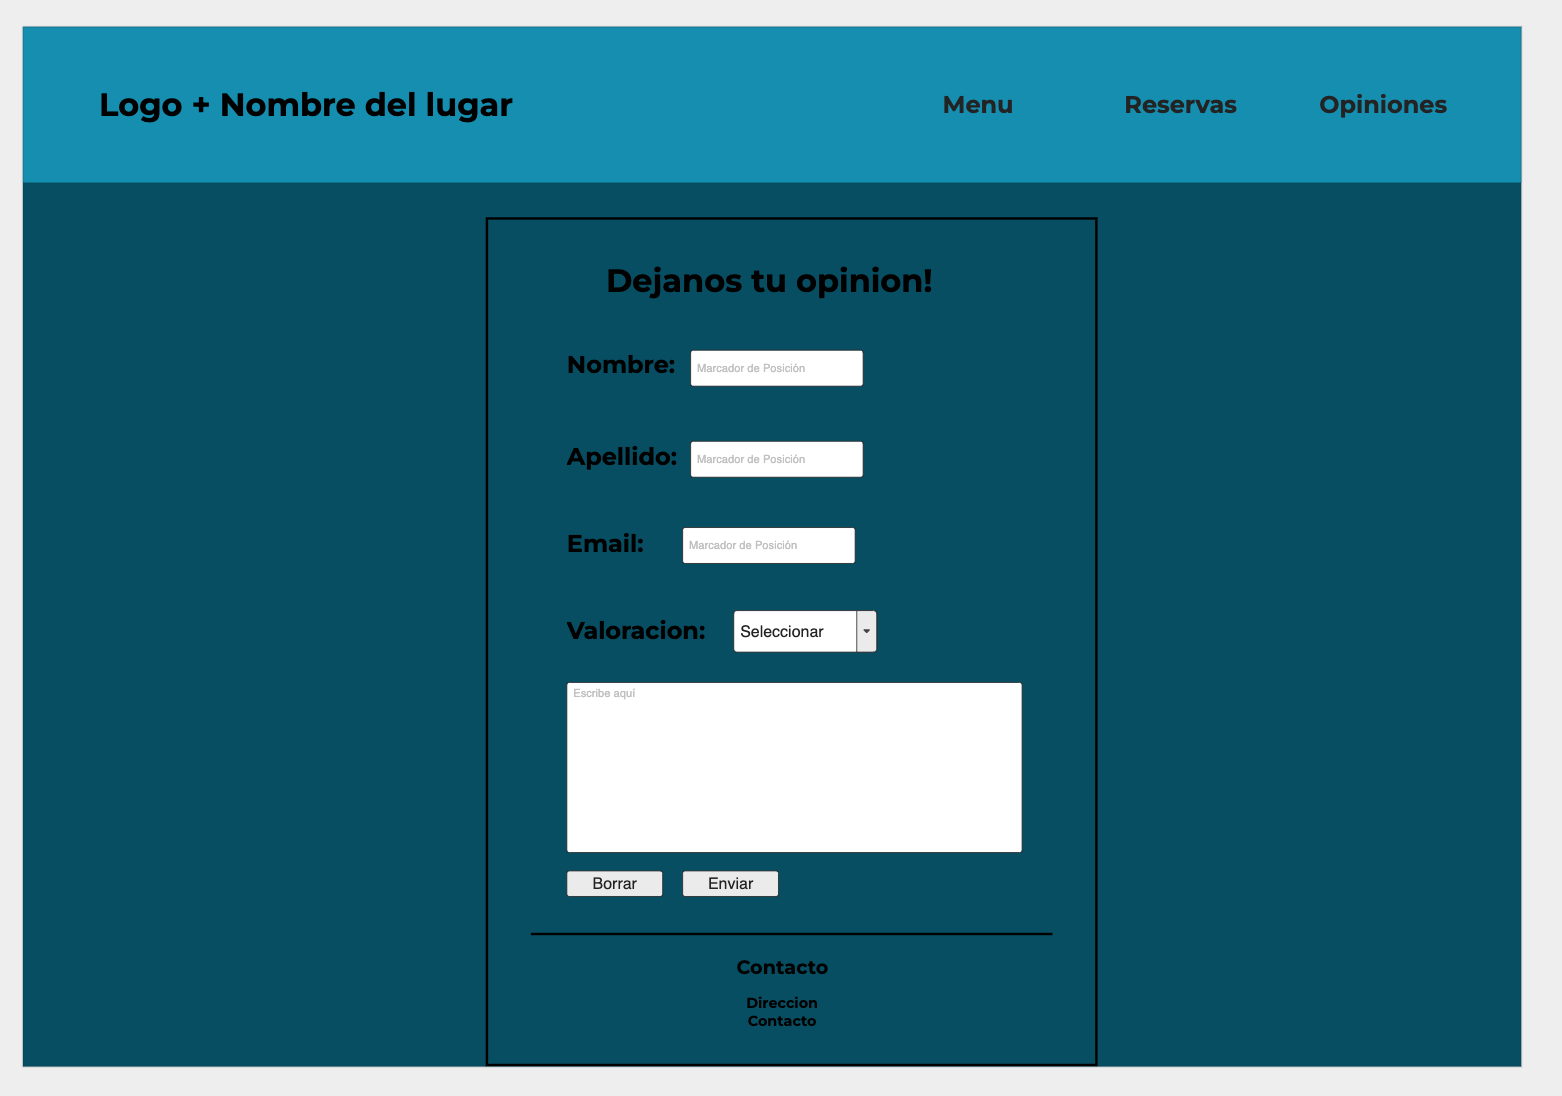 Logo + Nombre del lugar
Menu
Reservas
Opiniones
Dejanos tu opinion!
Nombre:
Marcador de Posición
Apellido:
Marcador de Posición
Email:
Marcador de Posición
Valoracion:
Seleccionar
Escribe aquí
Borrar
Enviar
Contacto
Direccion
Contacto